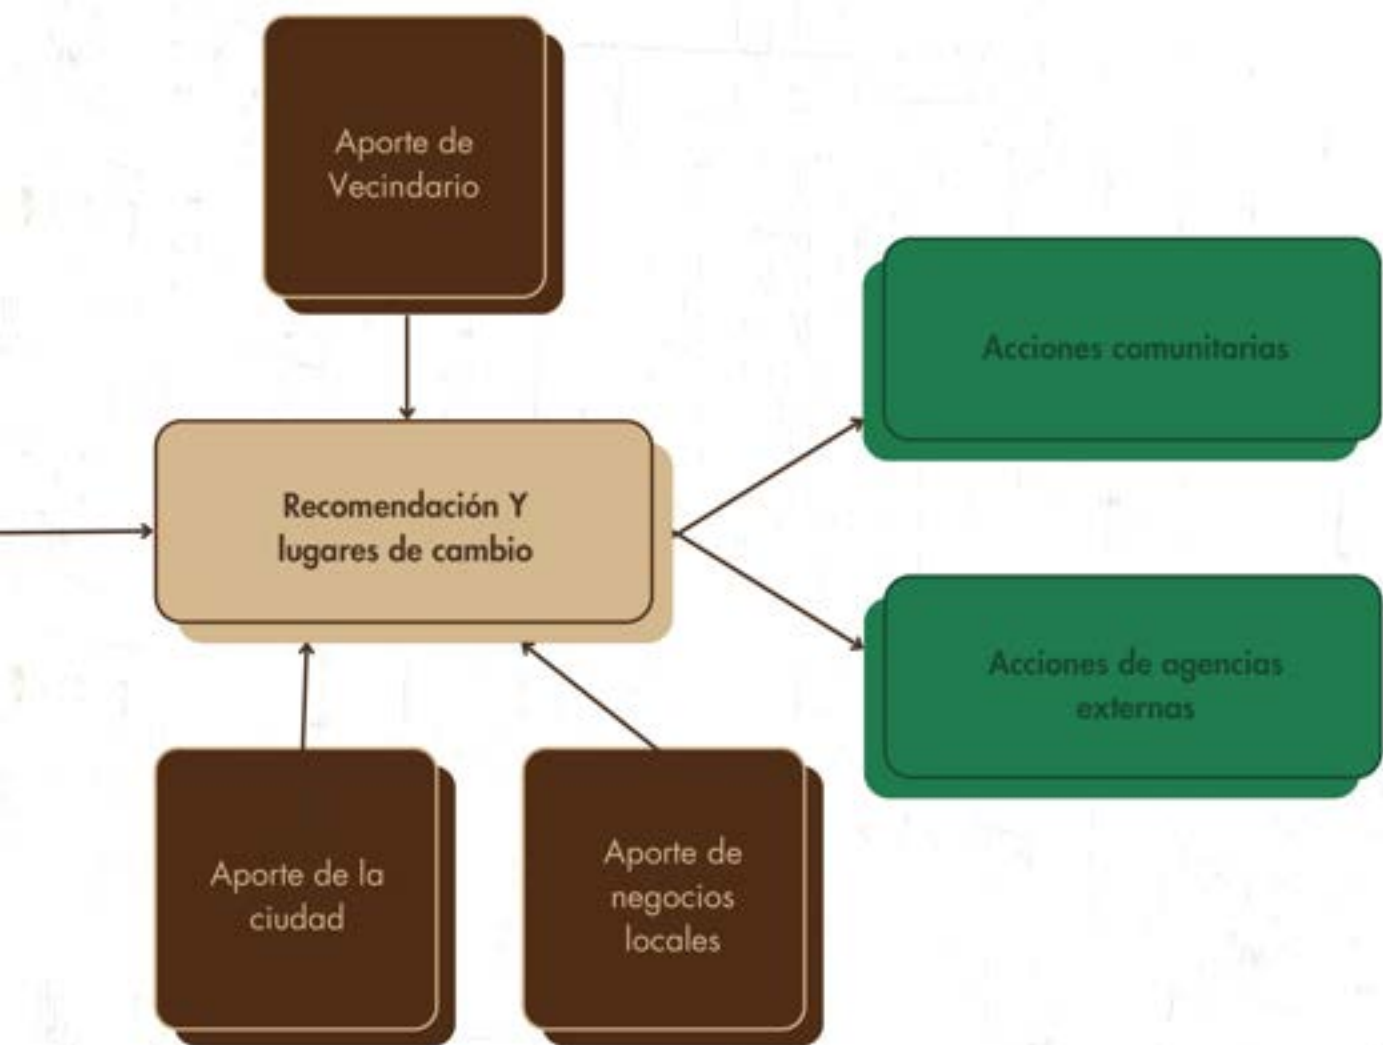 Aporte de
Vecindario
Acciones comunitarias
Recomendación Y
lugares de cambio
Acciones de agencias
externas
Aporte de la
ciudad
Aporte de
negocios
locales